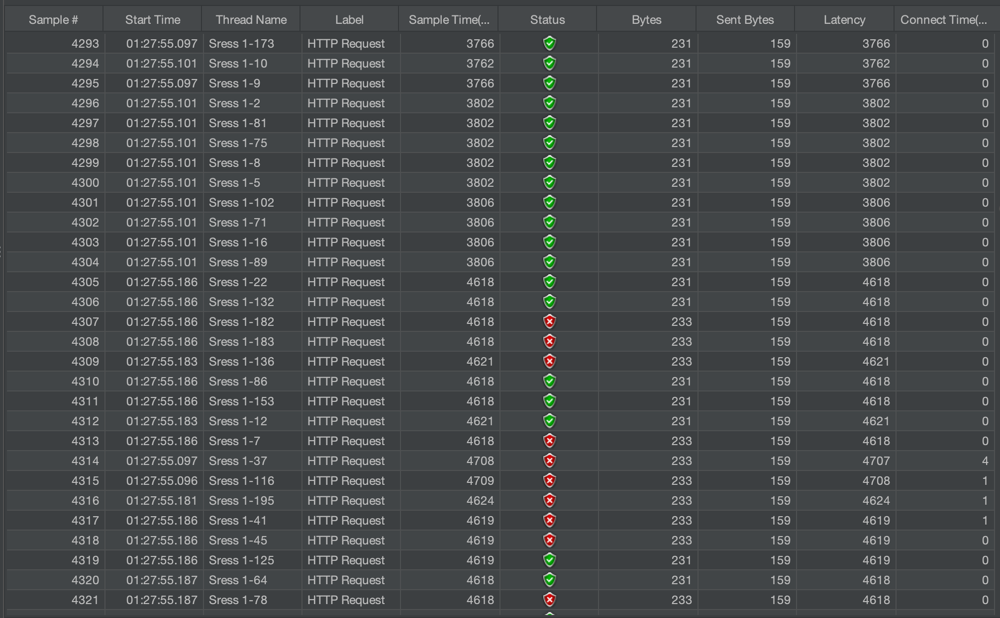 Sample # Start Time Thread Name Label Sample Time(... Status Bytes Sent Bytes Latency Connect Time(...
4293 01:27:55.097 Sress 1-173 HTTP Request 3766 231 159 3766 0
4294 01:27:55.101 Sress 1-10 HTTP Request 3762 231 159 3762 0
4295 01:27:55.097 Sress 1-9 HTTP Request 3766 231 159 3766 0
4296 01:27:55.101 Sress 1-2 HTTP Request 3802 231 159 3802 0
4297 01:27:55.101 Sress 1-81 HTTP Request 3802 231 159 3802 0
4298 01:27:55.101 Sress 1-75 HTTP Request 3802 231 159 3802 0
4299 01:27:55.101 Sress 1-8 HTTP Request 3802 231 159 3802 0
4300 01:27:55.101 Sress 1-5 HTTP Request 3802 231 159 3802 0
4301 01:27:55.101 Sress 1-102 HTTP Request 3806 231 159 3806 0
4302 01:27:55.101 Sress 1-71 HTTP Request 3806 231 159 3806 0
4303 01:27:55.101 Sress 1-16 HTTP Request 3806 231 159 3806 0
4304 01:27:55.101 Sress 1-89 HTTP Request 3806 231 159 3806 0
4305 01:27:55.186 Sress 1-22 HTTP Request 4618 231 159 4618 0
4306 01:27:55.186 Sress 1-132 HTTP Request 4618 231 159 4618 0
4307 01:27:55.186 Sress 1-182 HTTP Request 4618 233 159 4618 0
4308 01:27:55.186 Sress 1-183 HTTP Request 4618 233 159 4618 0
4309 01:27:55.183 Sress 1-136 HTTP Request 4621 233 159 4621 0
4310 01:27:55.186 Sress 1-86 HTTP Request 4618 231 159 4618 0
4311 01:27:55.186 Sress 1-153 HTTP Request 4618 231 159 4618 0
4312 01:27:55.183 Sress 1-12 HTTP Request 4621 231 159 4621 0
4313 01:27:55.186 Sress 1-7 HTTP Request 4618 233 159 4618 0
4314 01:27:55.097 Sress 1-37 HTTP Request 4708 233 159 4707 4
4315 01:27:55.096 Sress 1-116 HTTP Request 4709 233 159 4708 1
4316 01:27:55.181 Sress 1-195 HTTP Request 4624 233 159 4624 1
4317 01:27:55.186 Sress 1-41 HTTP Request 4619 233 159 4619 1
4318 01:27:55.186 Sress 1-45 HTTP Request 4619 233 159 4619 0
4319 01:27:55.186 Sress 1-125 HTTP Request 4619 231 159 4619 0
4320 01:27:55.187 Sress 1-64 HTTP Request 4618 231 159 4618 0
4321 01:27:55.187 Sress 1-78 HTTP Request 4618 233 159 4618 0